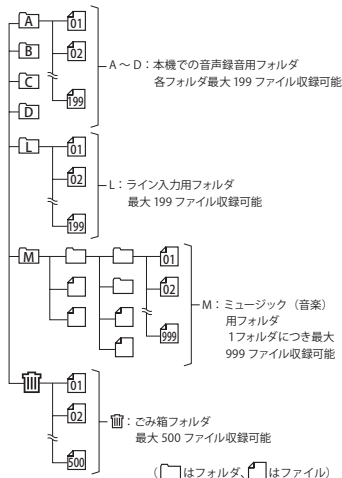 A
01
B
02
C
199
D
A～D：本機での音声録音用フォルダ
各フォルダ最大 199 ファイル収録可能
L
01
02
199
L：ライン入力用フォルダ
最大 199 ファイル収録可能
M
01
02
999
M：ミュージック（音楽）
用フォルダ
1フォルダにつき最大
999 ファイル収録可能
01
02
500
：ごみ箱フォルダ
最大 500 ファイル収録可能
（ はフォルダ、 はファイル）